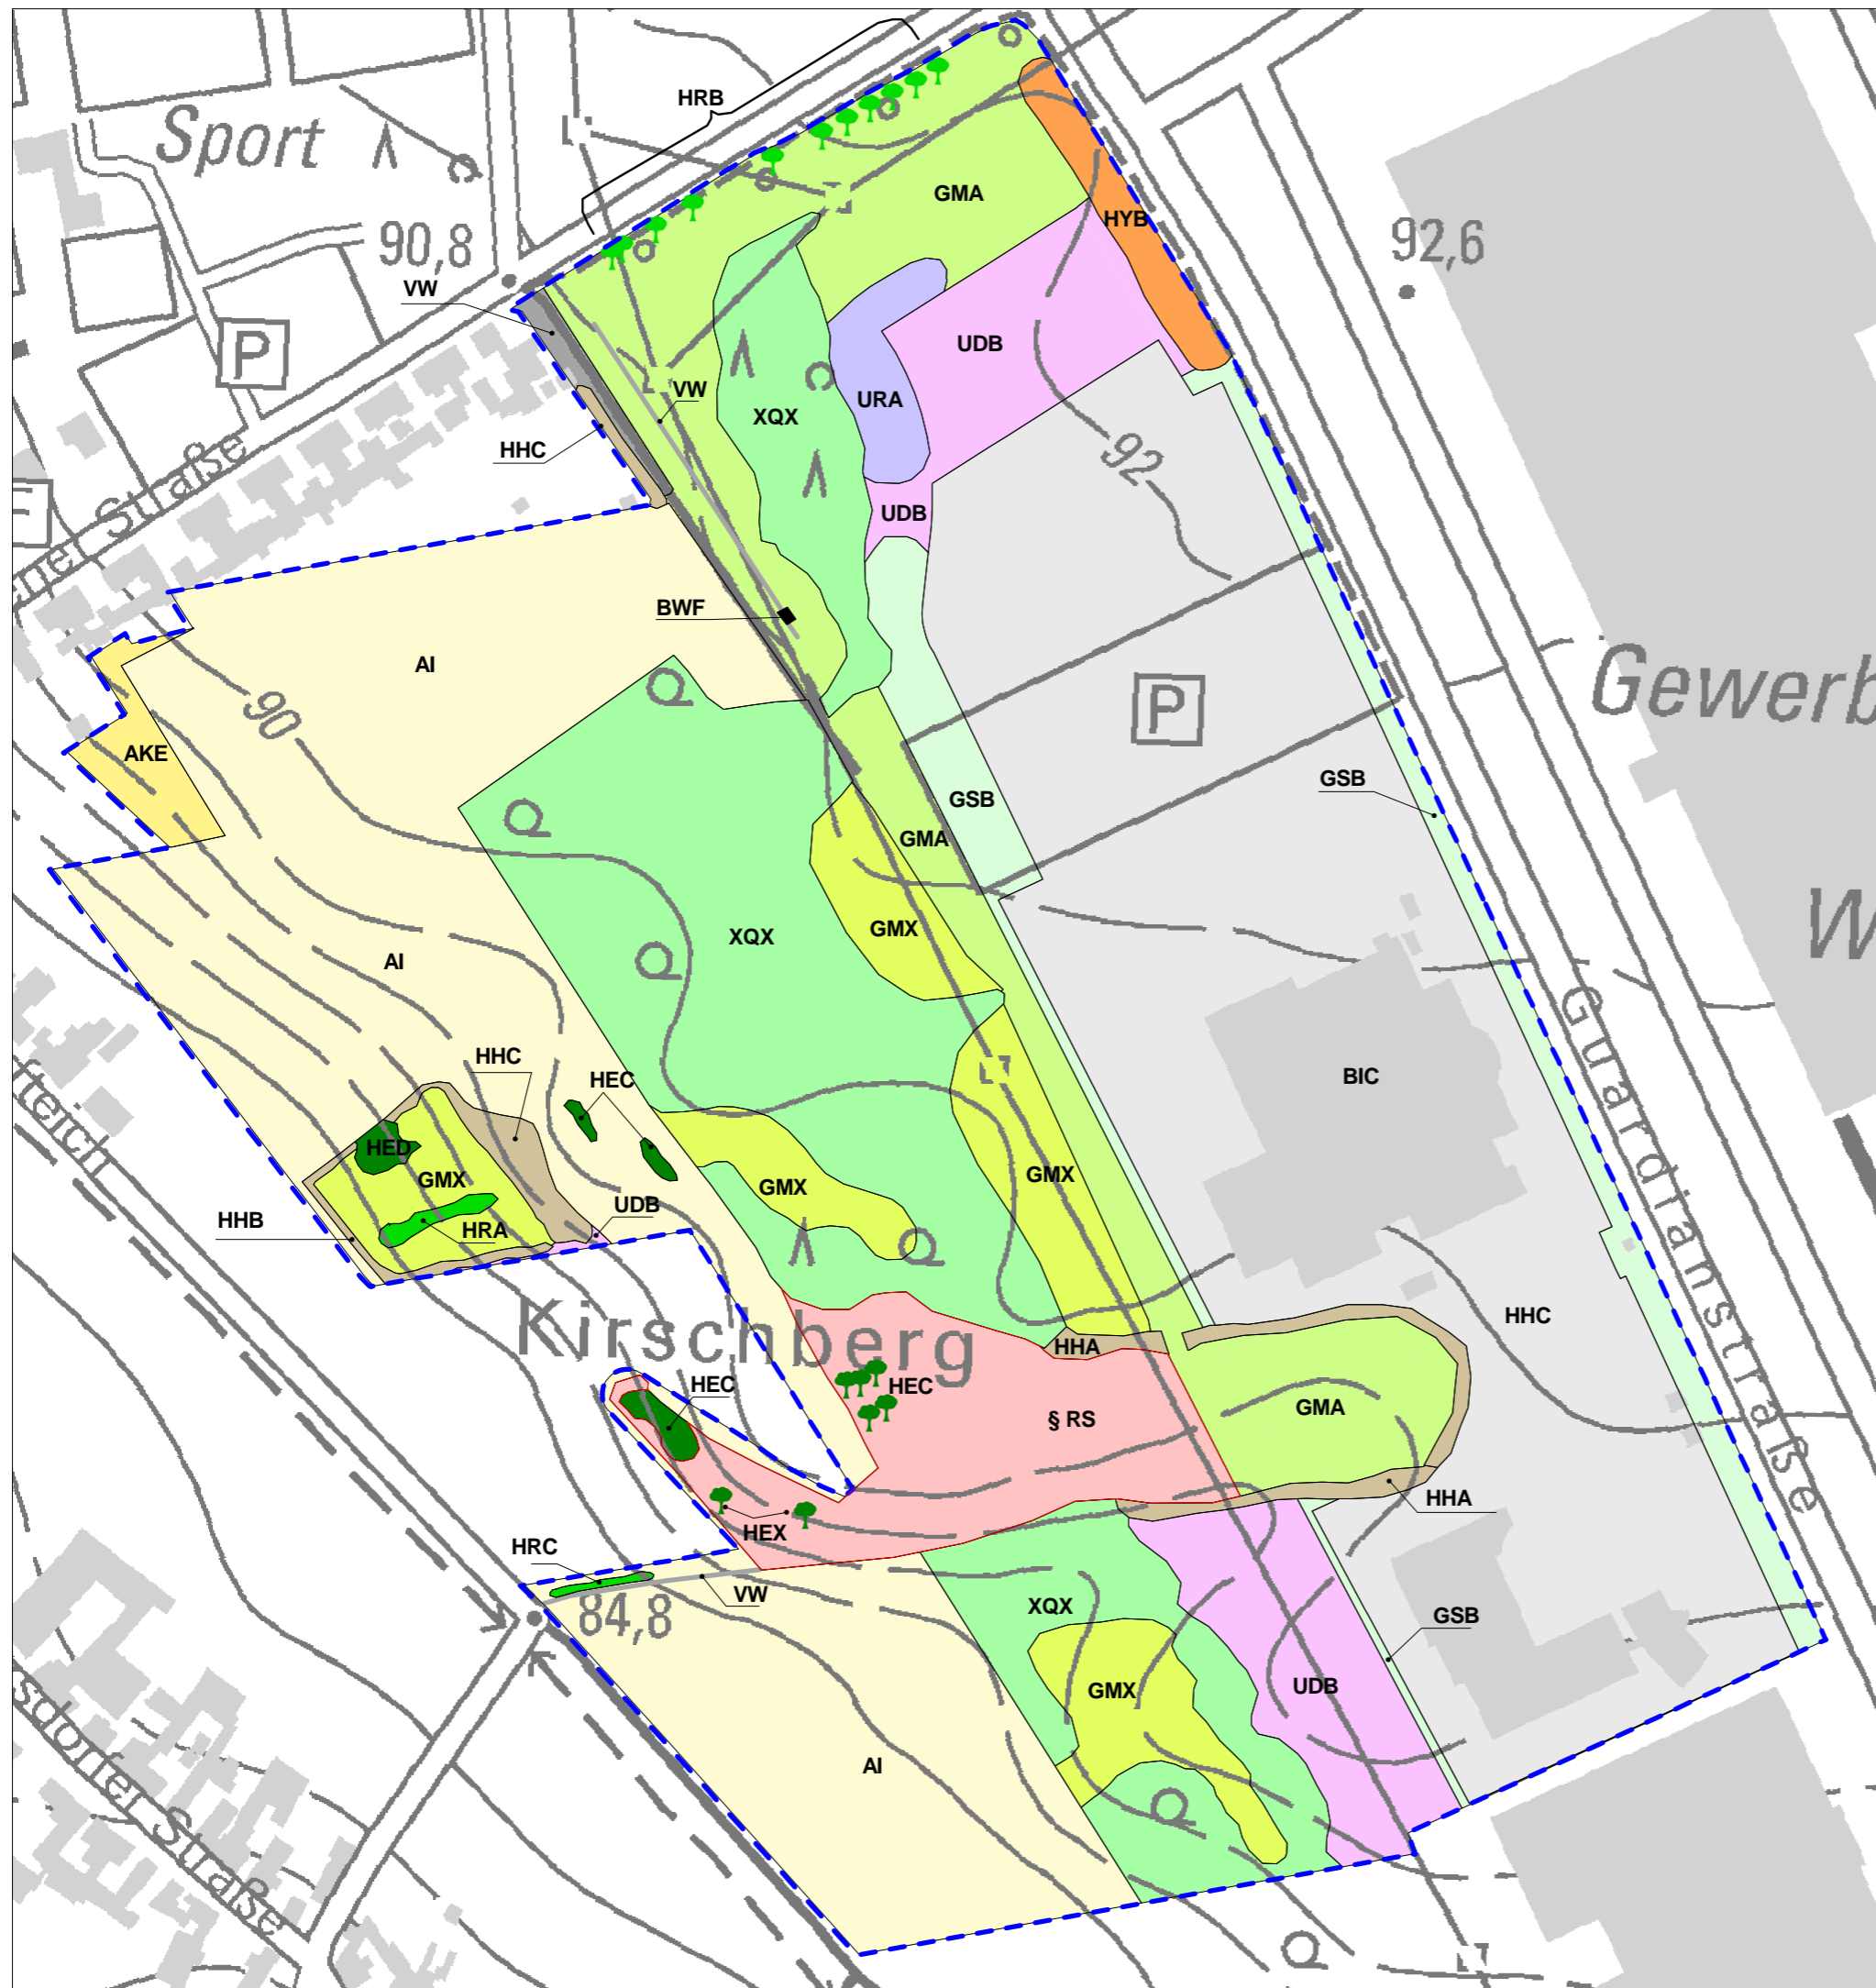 HRB
Sport
GMA
HYB
90,8
92,6
VW
P
UDB
VW
URA
XQX
HHC
92
UDB
Straße
BWF
AI
90
P
Gewerb
AKE
GSB
GSB
GMA
GMX
W
XQX
AI
Guardianstraße
HHC
BIC
HEC
fteich
HED
GMX
GMX
GMX
UDB
HHB
HRA
HHC
Kirschberg
HHA
HEC
HEC
GMA
§ RS
HHA
HEX
HRC
VW
84,8
XQX
GSB
UDB
GMX
sdorfer Straße
AI